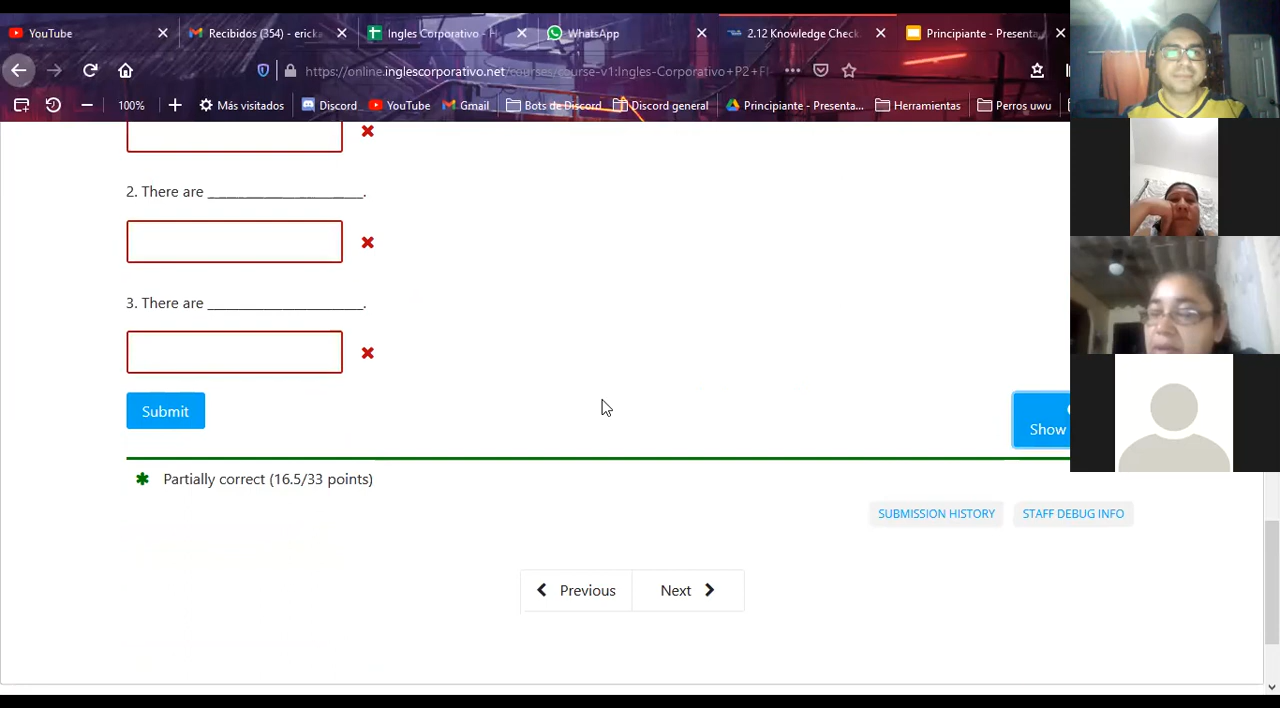 YouTube
Recibidos (354) - erick
Ingles Corporativo - H
WhatsApp
2.12 Knowledge Check
Principiante - Presenta
https://online.inglescorporativo.net/courses/course-v1:Ingles-Corporativo+P2+FI
100%
Más visitados
Discord
YouTube
Gmail
Bots de Discord
Discord general
Principiante - Presenta...
Herramientas
Perros uwu
2. There are ____________________.
3. There are ____________________.
Submit
Show
Partially correct (16.5/33 points)
SUBMISSION HISTORY
STAFF DEBUG INFO
Previous
Next